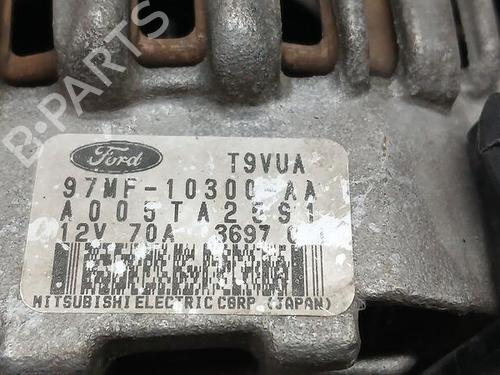 B-PARTS
Ford T9VUA
97MF-10300 AA
A005TA2591
12V 70A 3697
MITSUBISHI ELECTRIC CORP. (JAPAN)